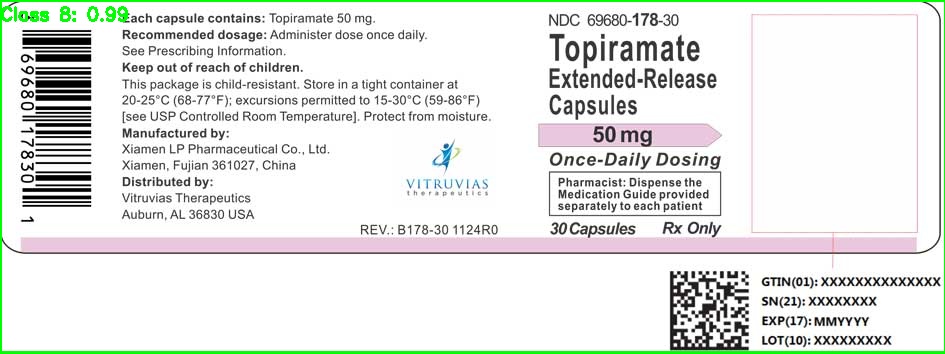 Class 8: 0.99
Each capsule contains: Topiramate 50 mg.
Recommended dosage: Administer dose once daily.
See Prescribing Information.
Keep out of reach of children.
This package is child-resistant. Store in a tight container at
20-25°C (68-77°F); excursions permitted to 15-30°C (59-86°F)
[see USP Controlled Room Temperature]. Protect from moisture.
Manufactured by:
Xiamen LP Pharmaceutical Co., Ltd.
Xiamen, Fujian 361027, China
Distributed by:
Vitruvias Therapeutics
Auburn, AL 36830 USA
69680 17830 1
VITRUVIAS
therapeutics
REV.: B178-30 1124R0
NDC 69680-178-30
Topiramate
Extended-Release
Capsules
50 mg
Once-Daily Dosing
Pharmacist: Dispense the
Medication Guide provided
separately to each patient
30 Capsules Rx Only
GTIN(01): XXXXXXXXXXXXXX
SN(21): XXXXXXXX
EXP(17): MMYYYY
LOT(10): XXXXXXXXX